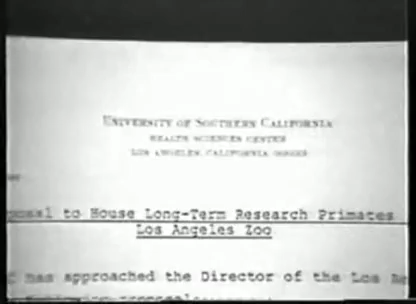 UNIVERSITY OF SOUTHERN CALIFORNIA
HEALTH SCIENCES CENTER
LOS ANGELES, CALIFORNIA
posal to House Long-Term Research Primates
Los Angeles Zoo
has approached the Director of the Los